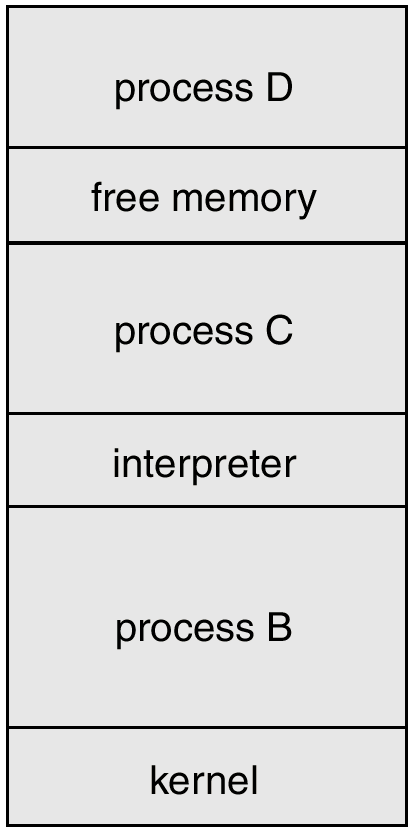 process D
free memory
process C
interpreter
process B
kernel